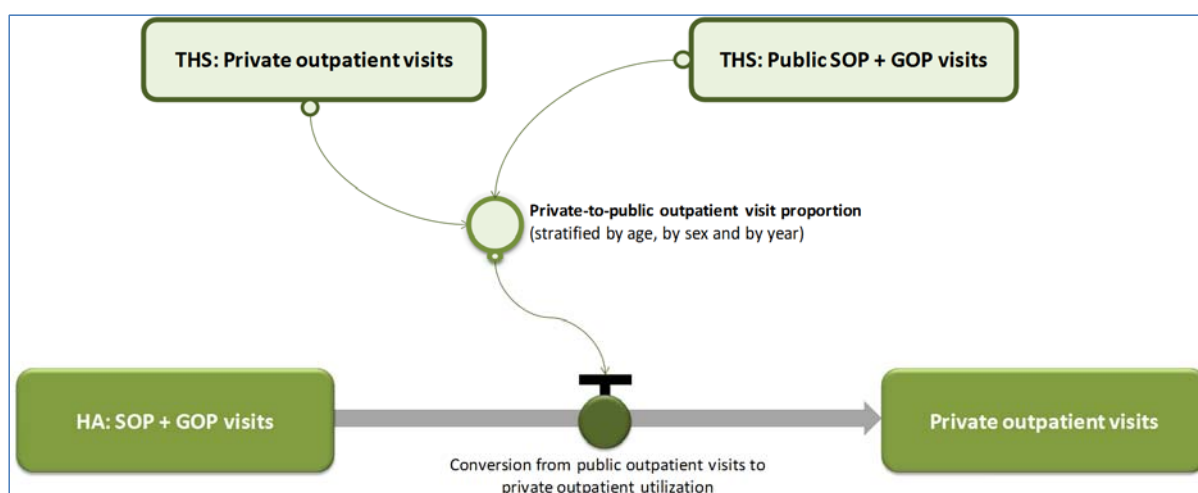 THS: Private outpatient visits
THS: Public SOP + GOP visits
Private-to-public outpatient visit proportion
(stratified by age, by sex and by year)
HA: SOP + GOP visits
Private outpatient visits
Conversion from public outpatient visits to
private outpatient utilization